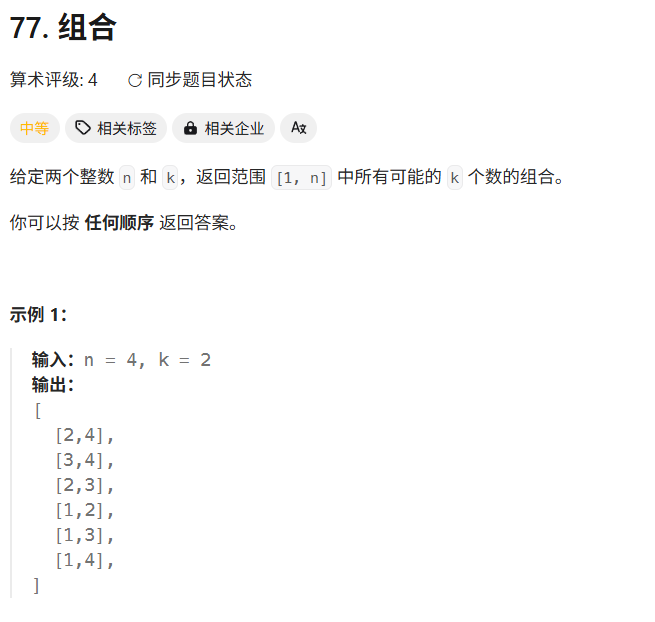 77. 组合
算术评级: 4 同步题目状态
中等 相关标签 相关企业 Aあ
给定两个整数 n 和 k，返回范围 [1, n] 中所有可能的 k 个数的组合。
你可以按 任何顺序 返回答案。
示例 1：
输入：n = 4, k = 2
输出：
[
[2,4],
[3,4],
[2,3],
[1,2],
[1,3],
[1,4],
]